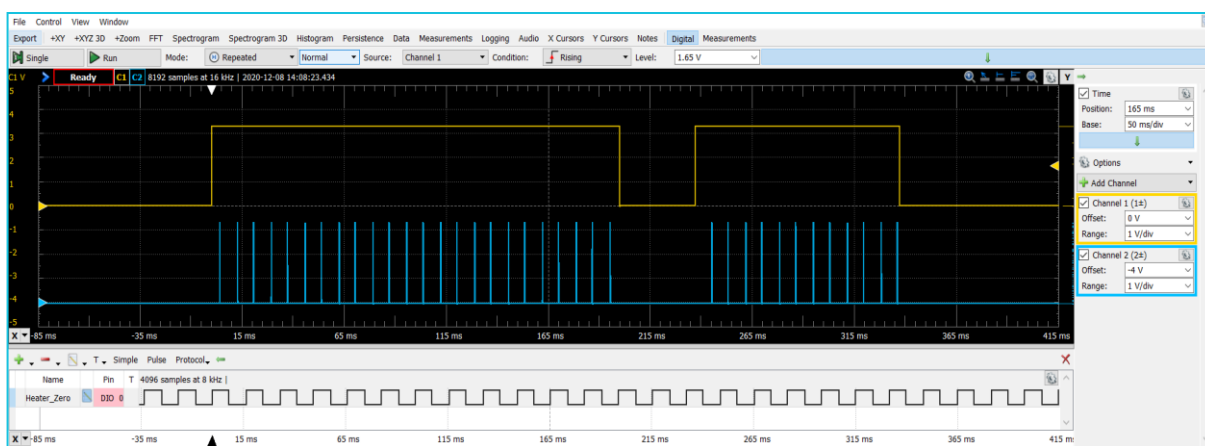 File Control View Window
Export +XY +XYZ 3D +Zoom FFT Spectrogram Spectrogram 3D Histogram Persistence Data Measurements Logging Audio X Cursors Y Cursors Notes Digital Measurements
Single Run Mode: Repeated Normal Source: Channel 1 Condition: Rising Level: 1.65 V
C1 V Ready C1 C2 8192 samples at 16 kHz | 2020-12-08 14:08:23.434 Y
5
4
3
2
1
0
-1
-2
-3
-4
-5
X -85 ms -35 ms 15 ms 65 ms 115 ms 165 ms 215 ms 265 ms 315 ms 365 ms 415 ms
Time
Position: 165 ms
Base: 50 ms/div
Options
Add Channel
Channel 1 (1±)
Offset: 0 V
Range: 1 V/div
Channel 2 (2±)
Offset: -4 V
Range: 1 V/div
T Simple Pulse Protocol X
Name Pin T 4096 samples at 8 kHz |
Heater_Zero DIO 0
X -85 ms -35 ms 15 ms 65 ms 115 ms 165 ms 215 ms 265 ms 315 ms 365 ms 415 m